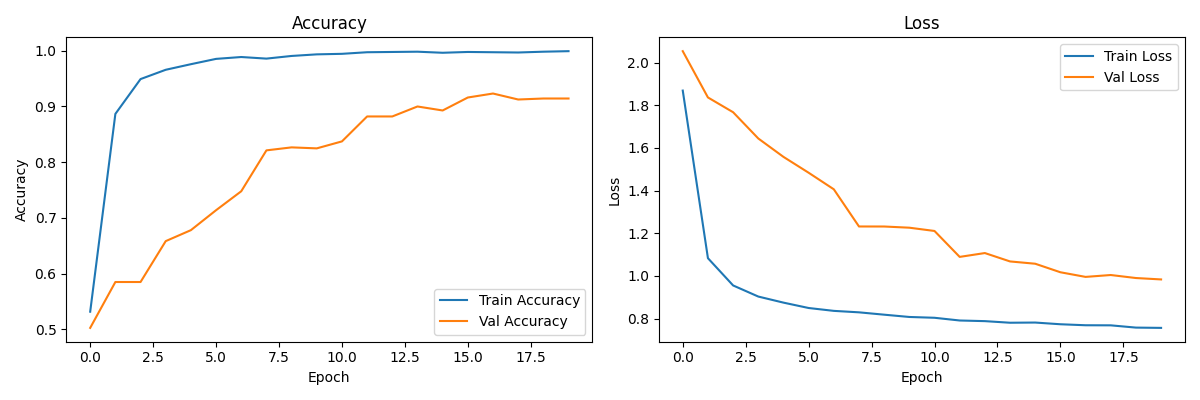 Accuracy
1.0
0.9
0.8
0.7
0.6
0.5
Accuracy
Train Accuracy
Val Accuracy
0.0 2.5 5.0 7.5 10.0 12.5 15.0 17.5
Epoch
Loss
2.0
1.8
1.6
1.4
1.2
1.0
0.8
Loss
Train Loss
Val Loss
0.0 2.5 5.0 7.5 10.0 12.5 15.0 17.5
Epoch